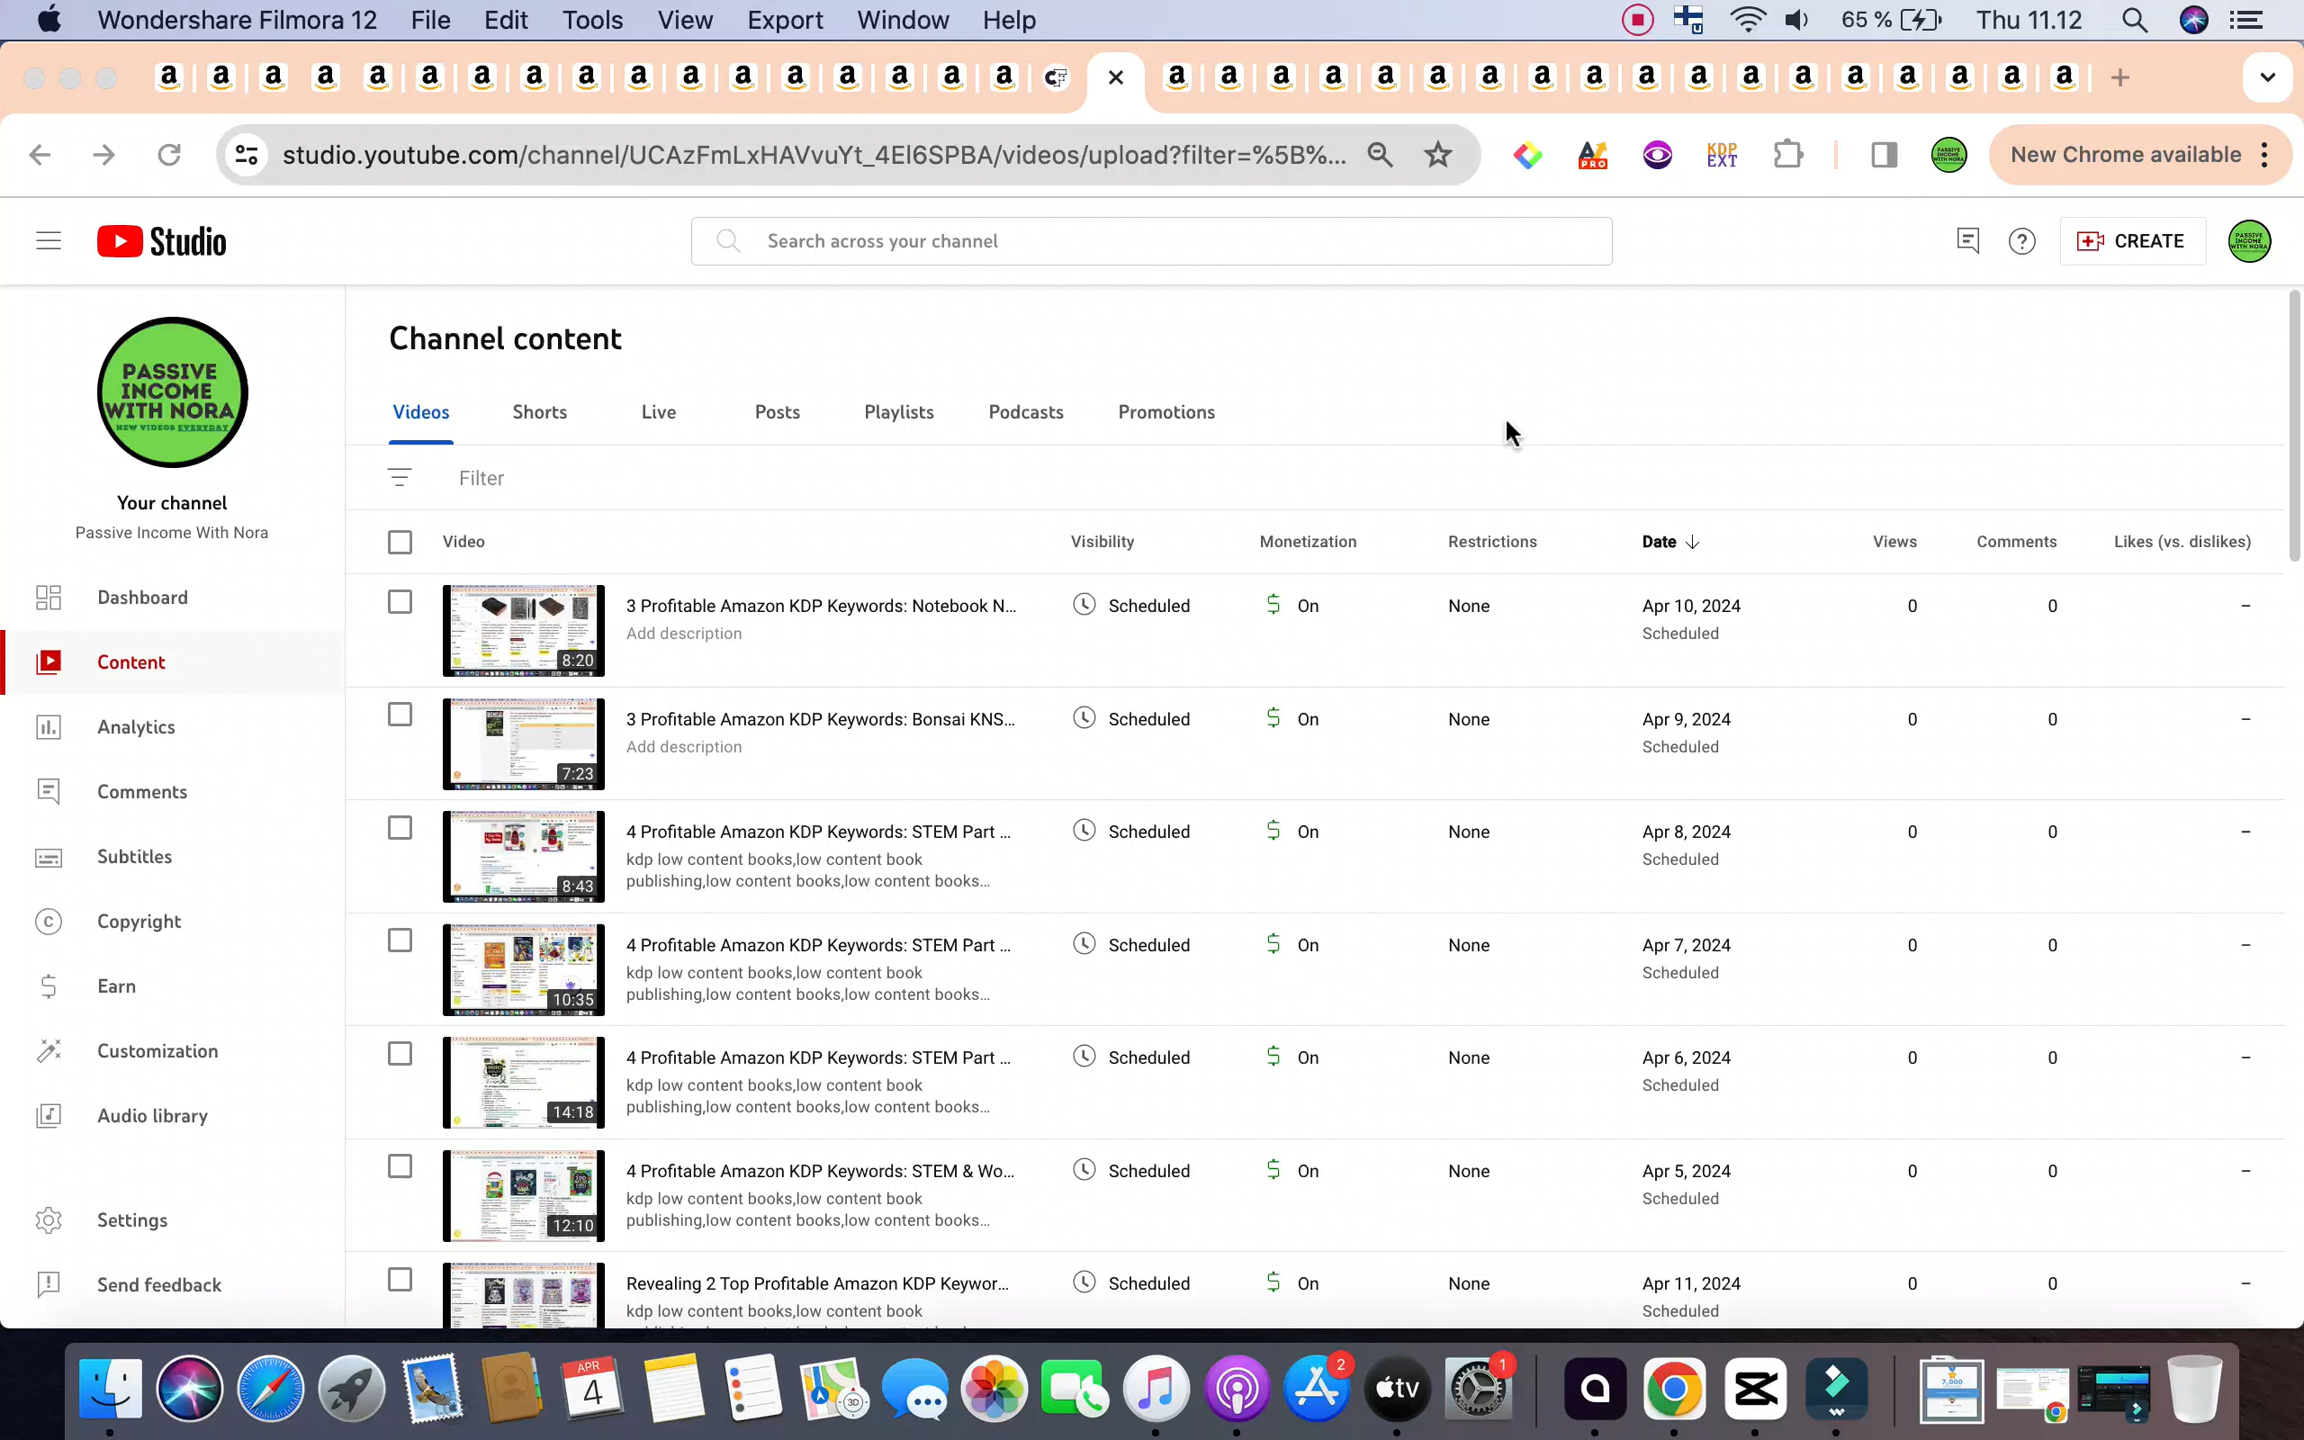 Wondershare Filmora 12 File Edit Tools View Export Window Help 65 % Thu 11.12
studio.youtube.com/channel/UCAzFmLxHAVvuYt_4El6SPBA/videos/upload?filter=%5B%... KDP EXT New Chrome available
Studio Search across your channel CREATE
PASSIVE
INCOME
WITH NORA
NEW VIDEOS EVERYDAY
Your channel
Passive Income With Nora
Dashboard
Content
Analytics
Comments
Subtitles
Copyright
Earn
Customization
Audio library
Settings
Send feedback
Channel content
Videos Shorts Live Posts Playlists Podcasts Promotions
Filter
Video Visibility Monetization Restrictions Date Views Comments Likes (vs. dislikes)
3 Profitable Amazon KDP Keywords: Notebook N... Scheduled On None Apr 10, 2024 0 0 –
Add description Scheduled
8:20
3 Profitable Amazon KDP Keywords: Bonsai KNS... Scheduled On None Apr 9, 2024 0 0 –
Add description Scheduled
7:23
4 Profitable Amazon KDP Keywords: STEM Part ... Scheduled On None Apr 8, 2024 0 0 –
kdp low content books,low content book Scheduled
publishing,low content books,low content books...
8:43
4 Profitable Amazon KDP Keywords: STEM Part ... Scheduled On None Apr 7, 2024 0 0 –
kdp low content books,low content book Scheduled
publishing,low content books,low content books...
10:35
4 Profitable Amazon KDP Keywords: STEM Part ... Scheduled On None Apr 6, 2024 0 0 –
kdp low content books,low content book Scheduled
publishing,low content books,low content books...
14:18
4 Profitable Amazon KDP Keywords: STEM & Wo... Scheduled On None Apr 5, 2024 0 0 –
kdp low content books,low content book Scheduled
publishing,low content books,low content books...
12:10
Revealing 2 Top Profitable Amazon KDP Keywor... Scheduled On None Apr 11, 2024 0 0 –
kdp low content books,low content book Scheduled
APR
4
3D
2
tv
1
7,000